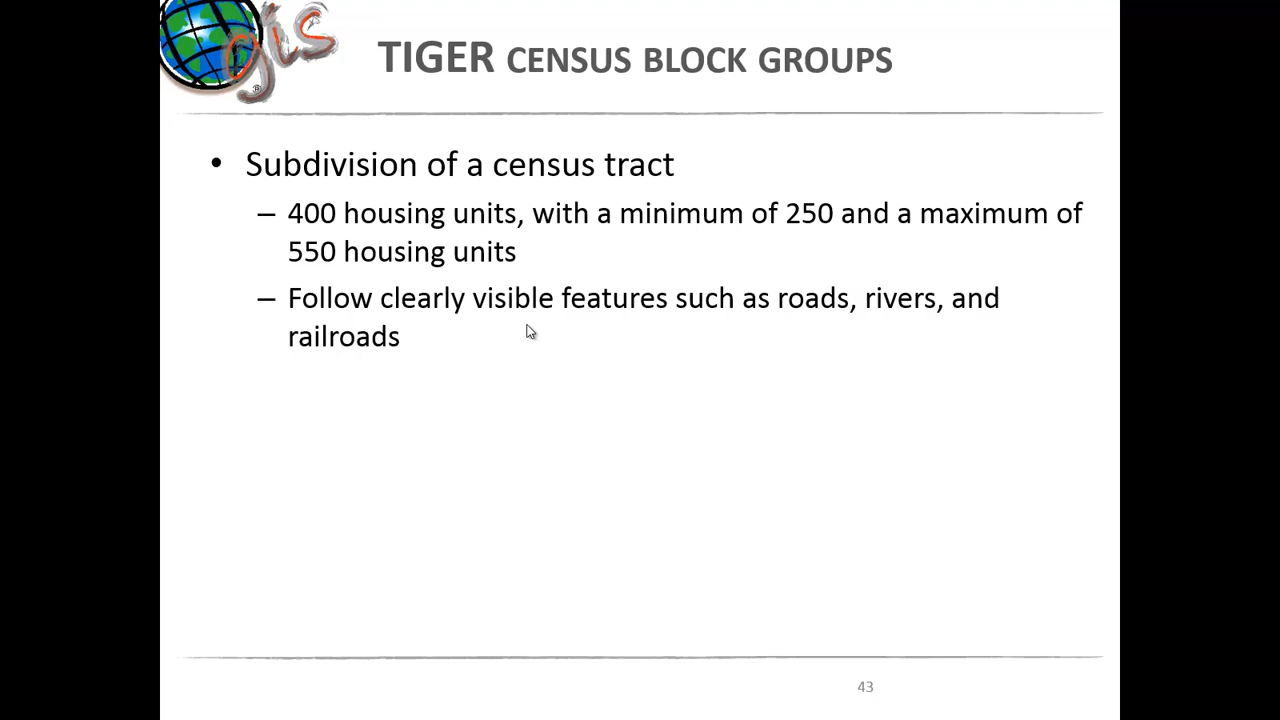 gis
TIGER CENSUS BLOCK GROUPS
• Subdivision of a census tract
– 400 housing units, with a minimum of 250 and a maximum of
550 housing units
– Follow clearly visible features such as roads, rivers, and
railroads
43